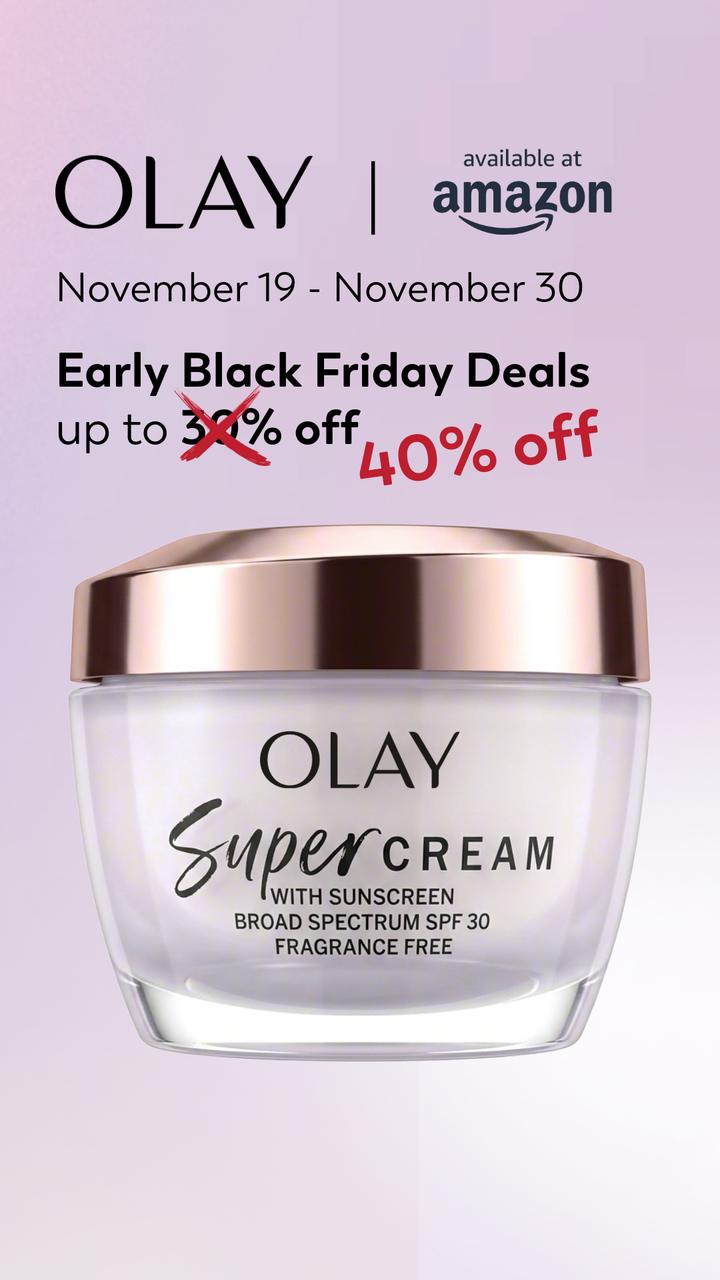 OLAY | available at
amazon
November 19 - November 30
Early Black Friday Deals
up to 30% off
40% off
OLAY
Super CREAM
WITH SUNSCREEN
BROAD SPECTRUM SPF 30
FRAGRANCE FREE